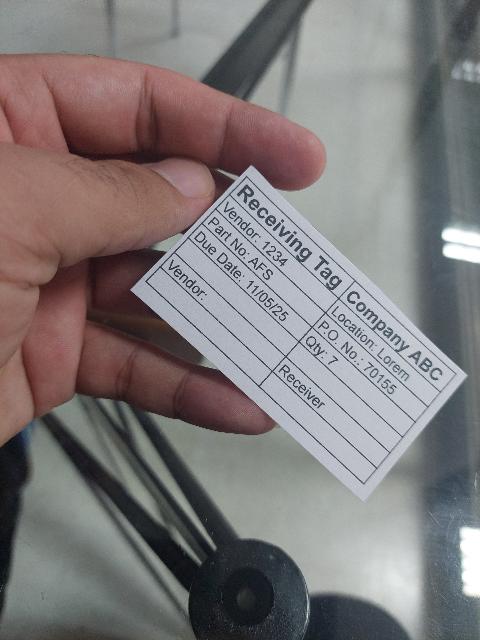 Receiving Tag Company ABC
Vendor: 1234 Location: Lorem
Part No: AFS P.O. No.: 70155
Due Date: 11/05/25 Qty: 7
Vendor: Receiver